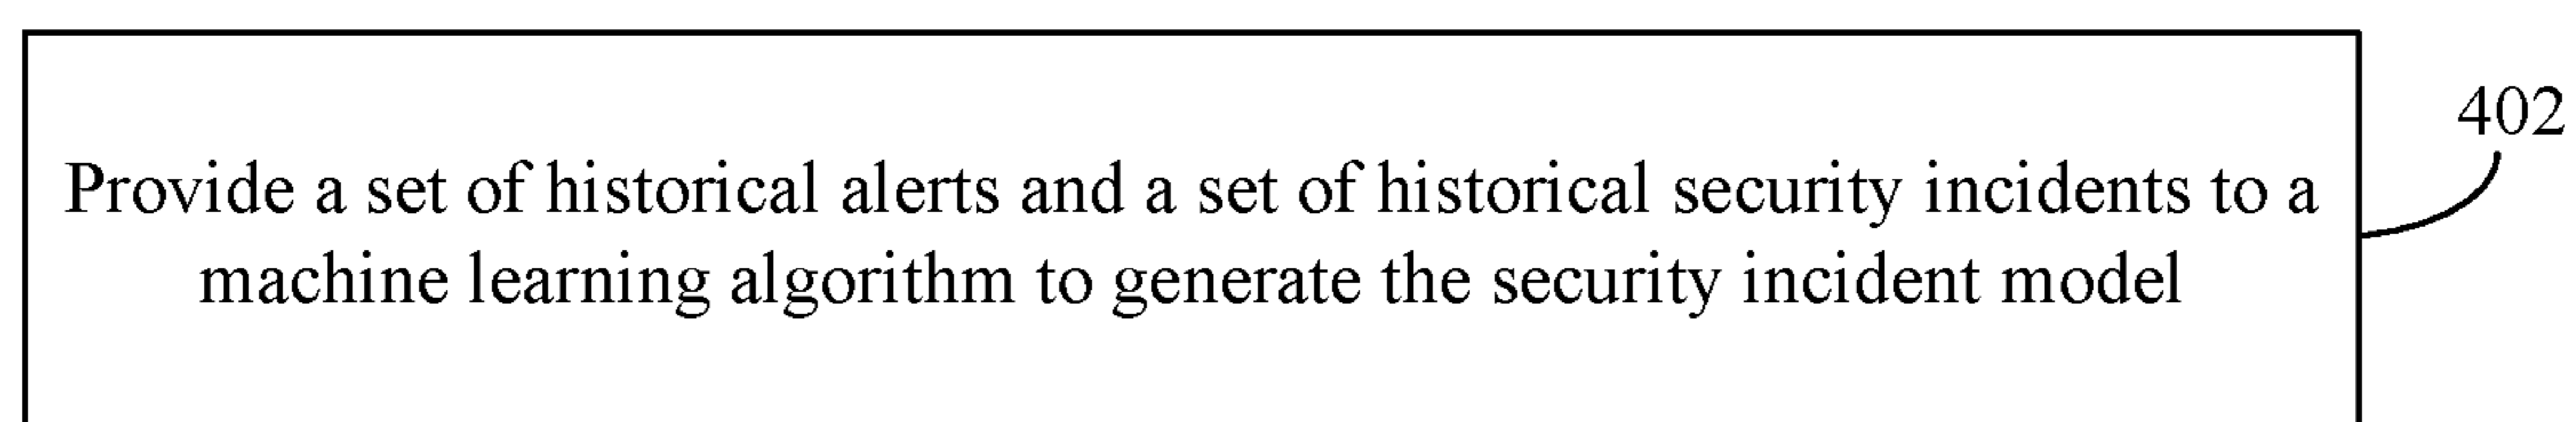 402
Provide a set of historical alerts and a set of historical security incidents to a
machine learning algorithm to generate the security incident model